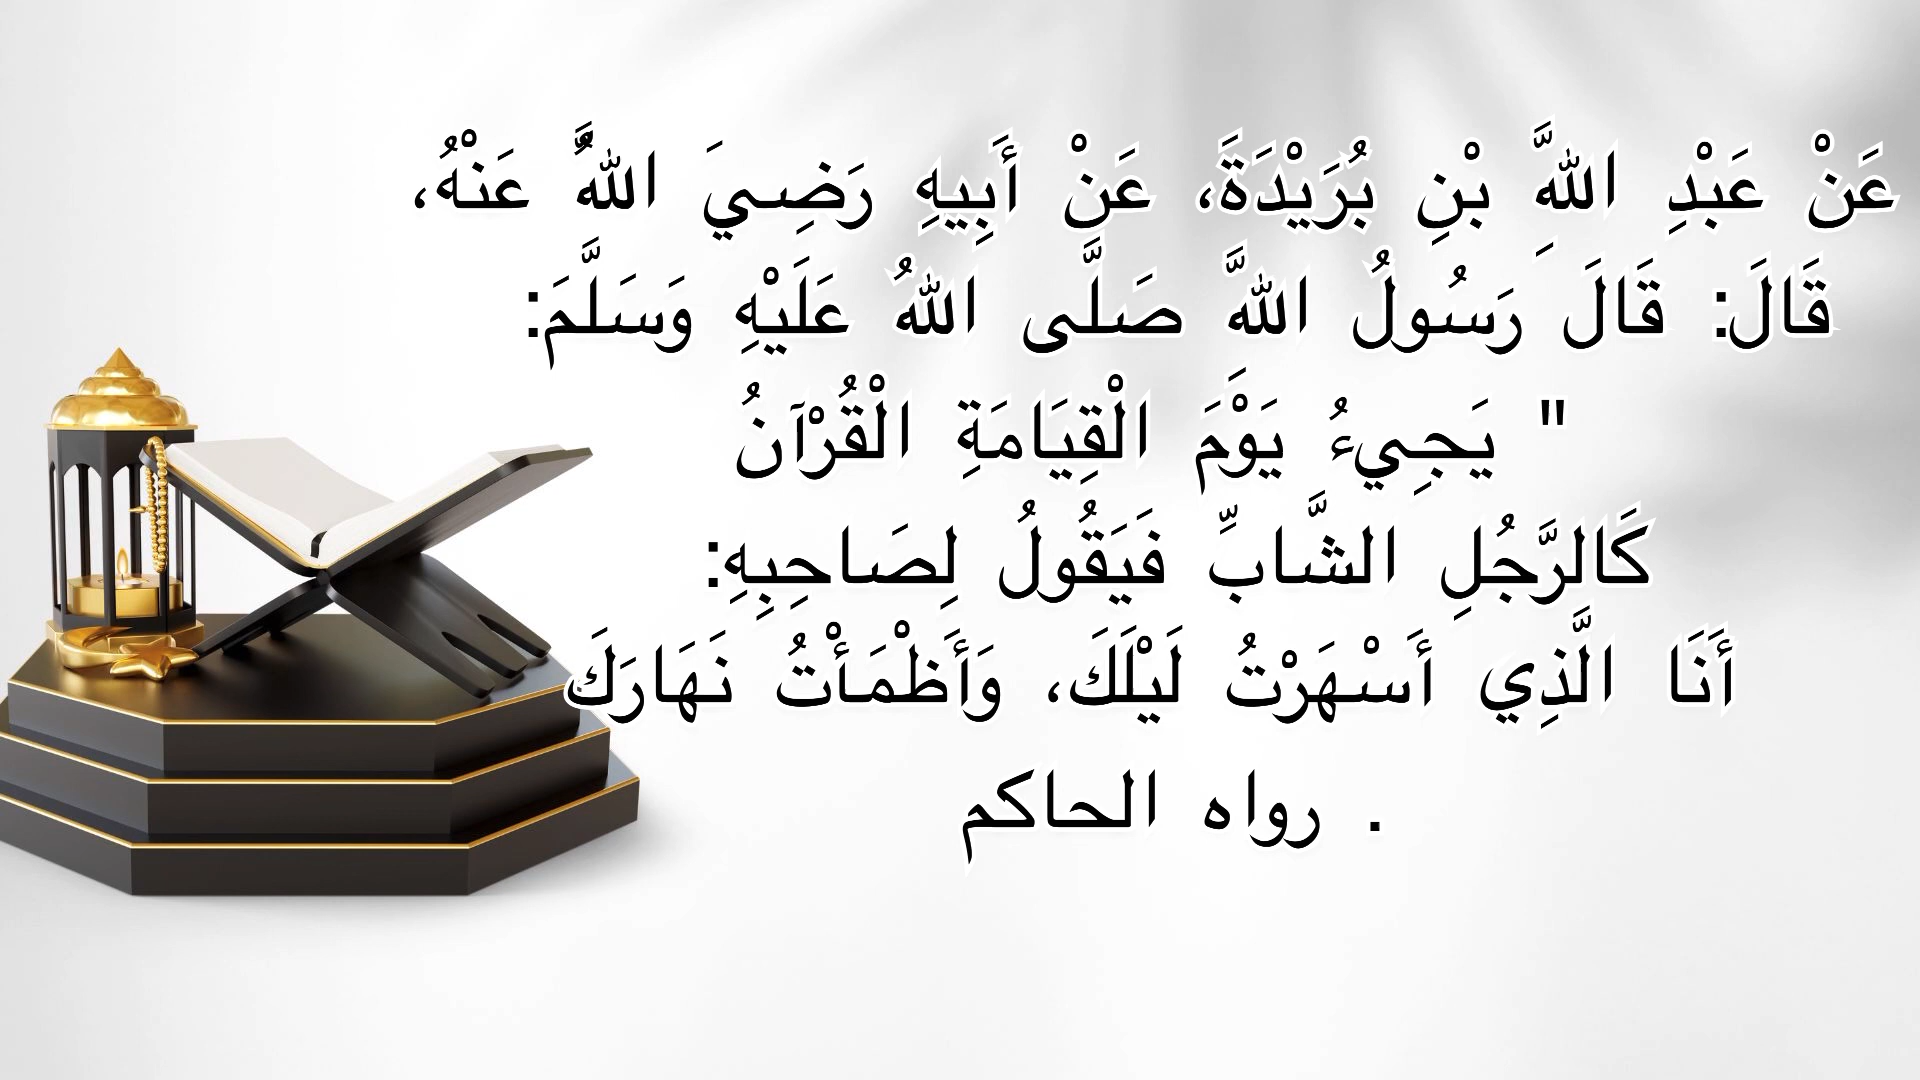 عَنْ عَبْدِ اللَّهِ بْنِ بُرَيْدَةَ، عَنْ أَبِيهِ رَضِيَ اللَّهُ عَنْهُ،
قَالَ: قَالَ رَسُولُ اللَّهِ صَلَّى اللهُ عَلَيْهِ وَسَلَّمَ:
" يَجِيءُ يَوْمَ الْقِيَامَةِ الْقُرْآنُ
كَالرَّجُلِ الشَّابِّ فَيَقُولُ لِصَاحِبِهِ:
أَنَا الَّذِي أَسْهَرْتُ لَيْلَكَ، وَأَظْمَأْتُ نَهَارَكَ
. رواه الحاكم